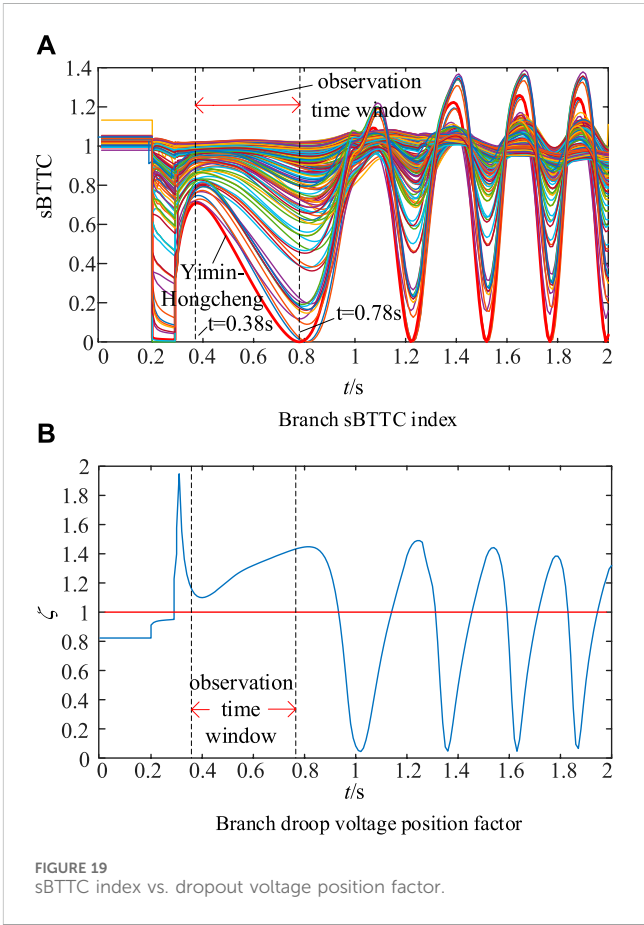 A
1.4
1.2
1
0.8
0.6
0.4
0.2
0
sBTTC
observation
time window
Yimin-
Hongcheng
t=0.38s
t=0.78s
0 0.2 0.4 0.6 0.8 1 1.2 1.4 1.6 1.8 2
t/s
Branch sBTTC index
B
2
1.8
1.6
1.4
1.2
1
0.8
0.6
0.4
0.2
0
ζ
observation
time
window
0 0.2 0.4 0.6 0.8 1 1.2 1.4 1.6 1.8 2
t/s
Branch droop voltage position factor
FIGURE 19
sBTTC index vs. dropout voltage position factor.